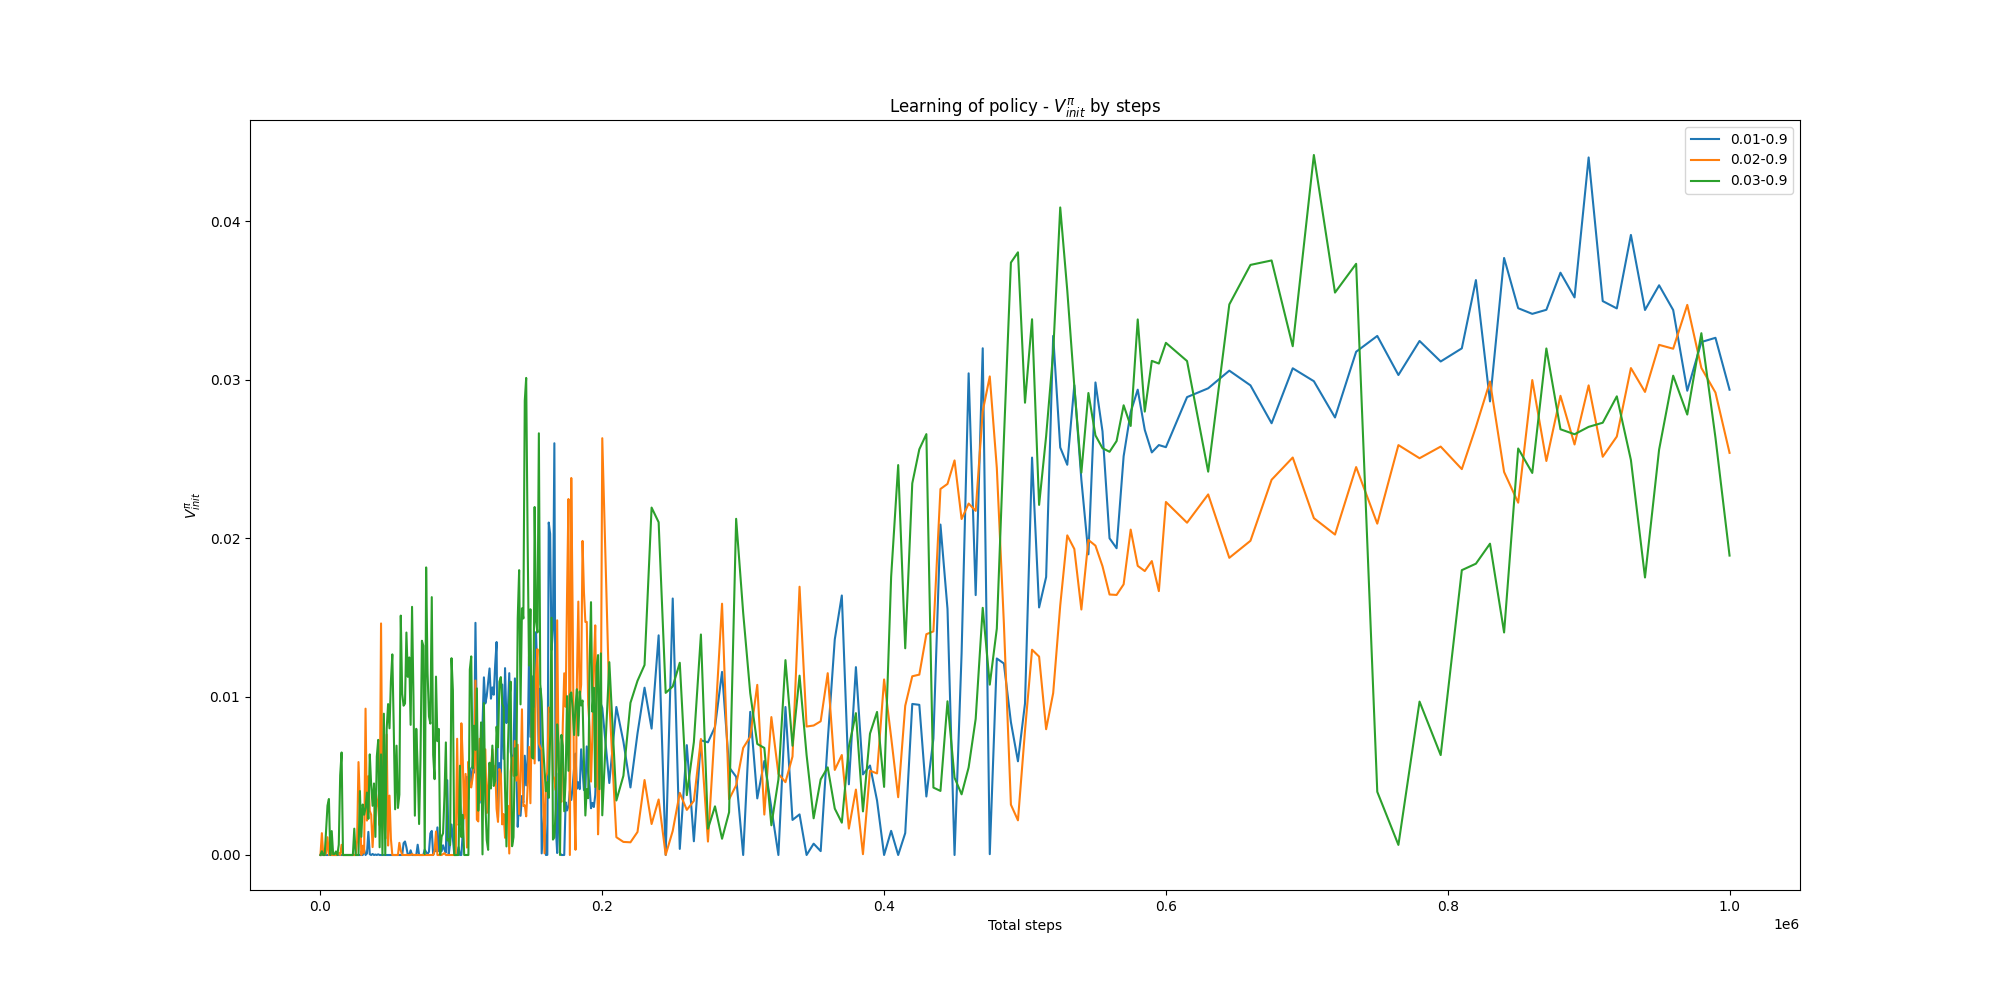 Learning of policy - $V^{\pi}_{init}$ by steps
0.01-0.9
0.02-0.9
0.03-0.9
$V^{\pi}_{init}$
0.04
0.03
0.02
0.01
0.00
0.0 0.2 0.4 0.6 0.8 1.0
Total steps
1e6